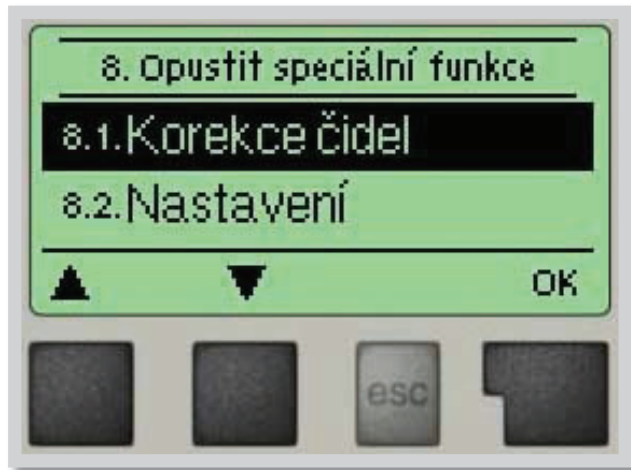 8. Opustit speciální funkce
8.1.Korekce čidel
8.2.Nastavení
OK
esc